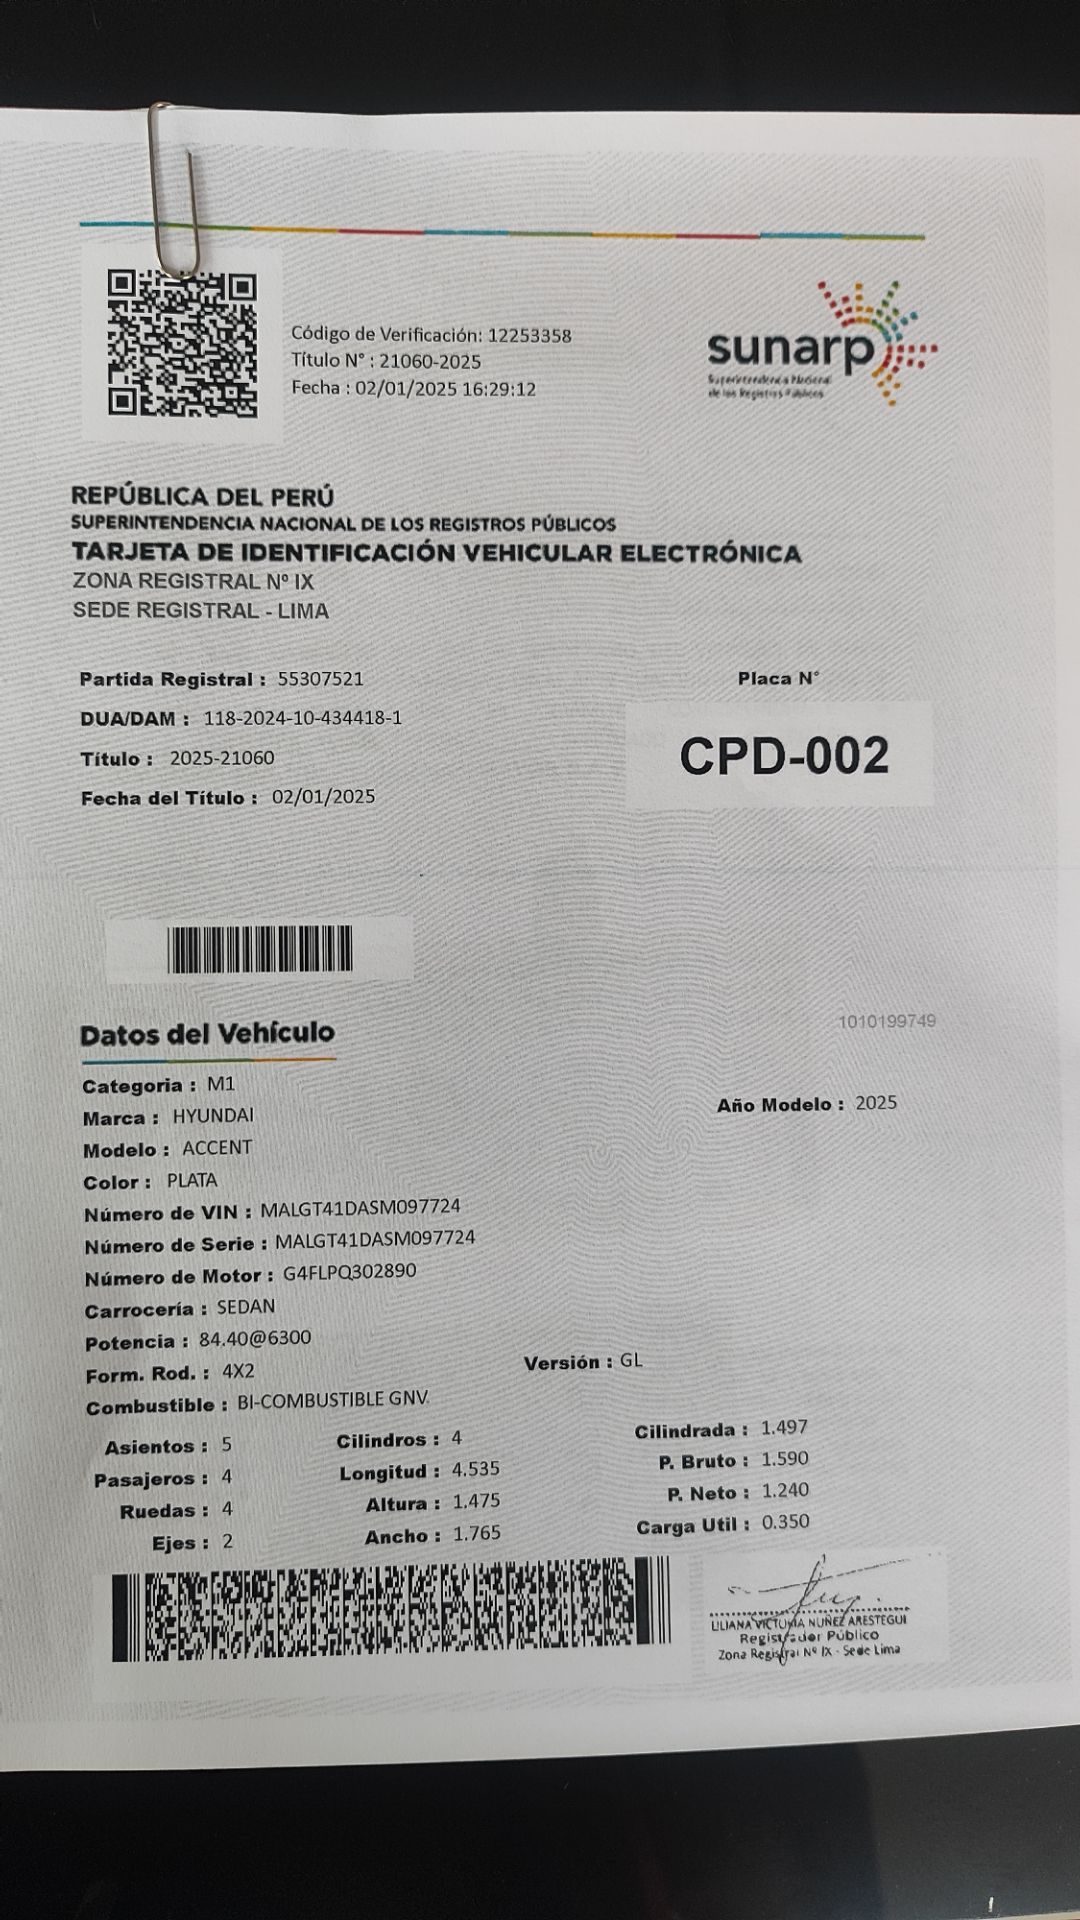 Código de Verificación: 12253358
Título N° : 21060-2025
Fecha : 02/01/2025 16:29:12
sunarp
Superintendencia Nacional
de los Registros Públicos
REPÚBLICA DEL PERÚ
SUPERINTENDENCIA NACIONAL DE LOS REGISTROS PÚBLICOS
TARJETA DE IDENTIFICACIÓN VEHICULAR ELECTRÓNICA
ZONA REGISTRAL Nº IX
SEDE REGISTRAL - LIMA
Partida Registral : 55307521
DUA/DAM : 118-2024-10-434418-1
Título : 2025-21060
Fecha del Título : 02/01/2025
Placa N°
CPD-002
Datos del Vehículo
1010199749
Categoria : M1
Marca : HYUNDAI
Año Modelo : 2025
Modelo : ACCENT
Color : PLATA
Número de VIN : MALGT41DASM097724
Número de Serie : MALGT41DASM097724
Número de Motor : G4FLPQ302890
Carrocería : SEDAN
Potencia : 84.40@6300
Form. Rod. : 4X2
Versión : GL
Combustible : BI-COMBUSTIBLE GNV
Asientos : 5 Cilindros : 4 Cilindrada : 1.497
Pasajeros : 4 Longitud : 4.535 P. Bruto : 1.590
Ruedas : 4 Altura : 1.475 P. Neto : 1.240
Ejes : 2 Ancho : 1.765 Carga Util : 0.350
LILIANA VICTORIA NUÑEZ ARESTEGUI
Registrador Público
Zona Registral Nº IX - Sede Lima